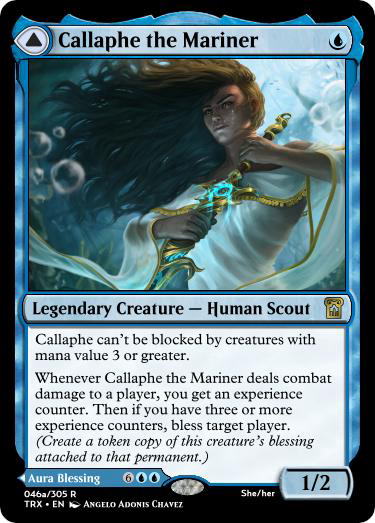 Callaphe the Mariner
Legendary Creature — Human Scout
Callaphe can't be blocked by creatures with
mana value 3 or greater.
Whenever Callaphe the Mariner deals combat
damage to a player, you get an experience
counter. Then if you have three or more
experience counters, bless target player.
(Create a token copy of this creature's blessing
attached to that permanent.)
Aura Blessing 6
1/2
046a/305 R
She/her
TRX • EN Angelo Adonis Chavez